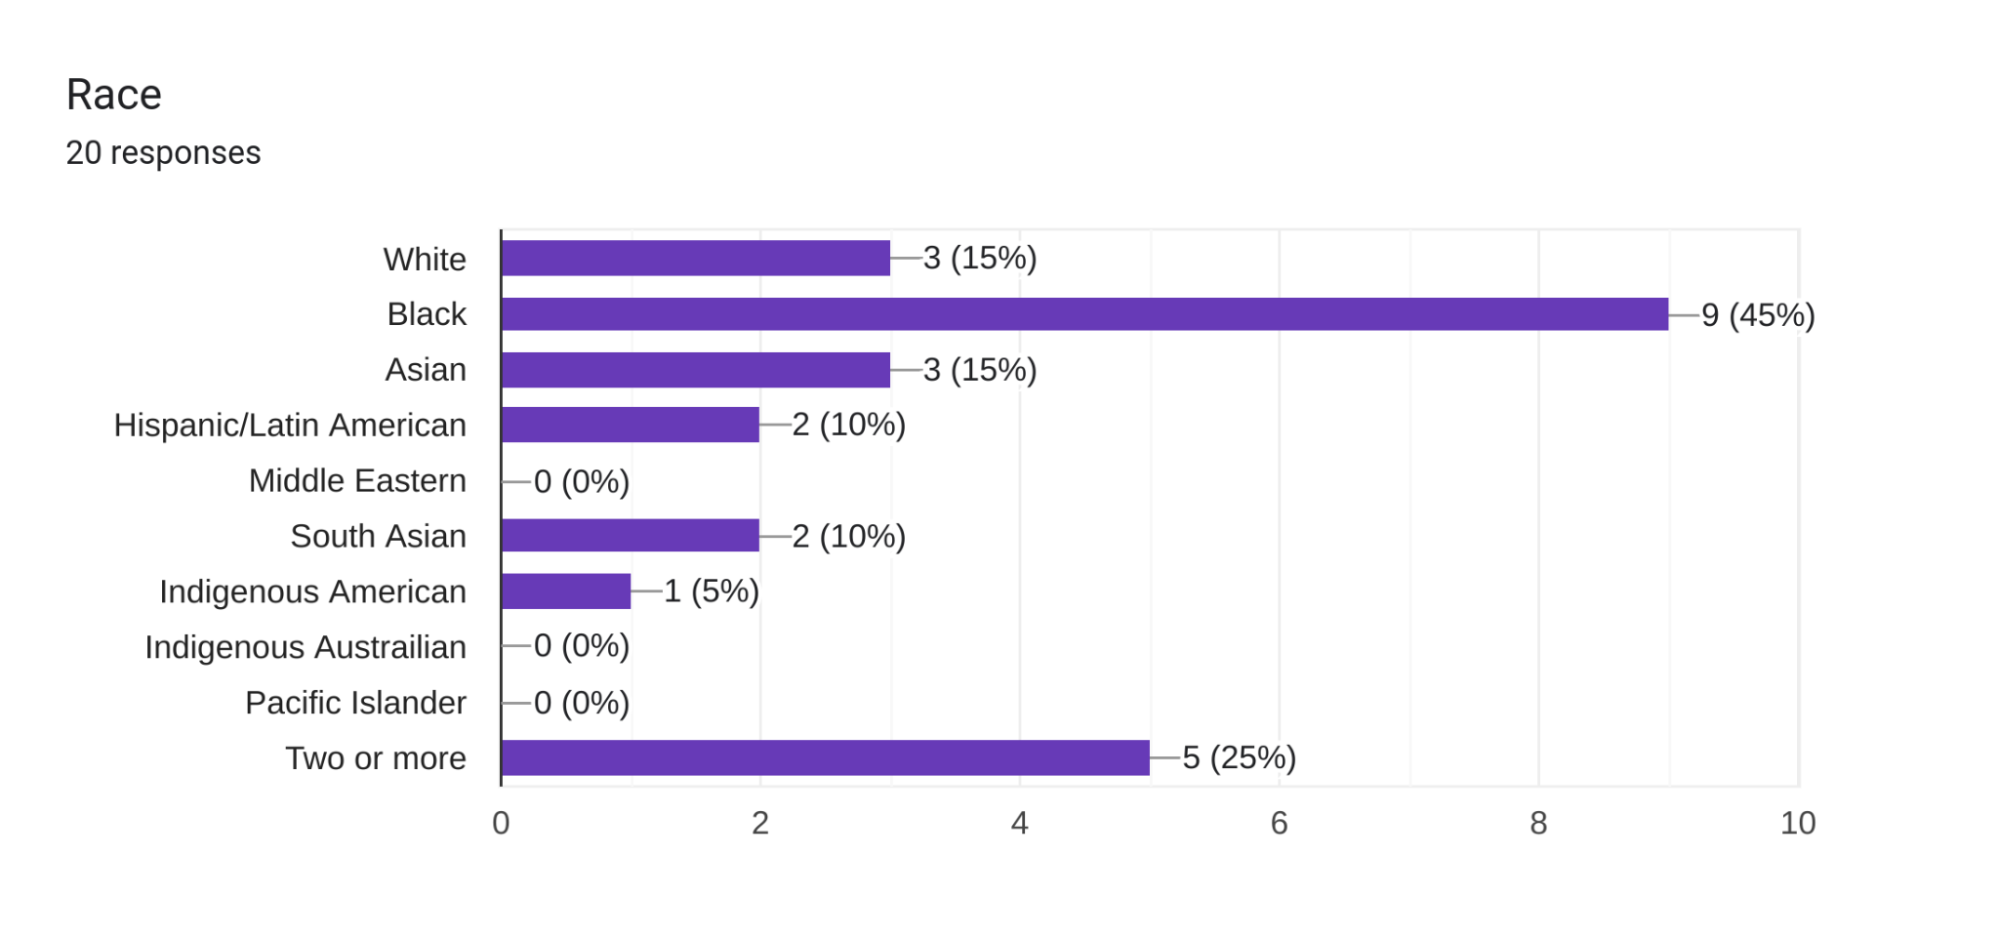 Race
20 responses
White 3 (15%)
Black 9 (45%)
Asian 3 (15%)
Hispanic/Latin American 2 (10%)
Middle Eastern 0 (0%)
South Asian 2 (10%)
Indigenous American 1 (5%)
Indigenous Austrailian 0 (0%)
Pacific Islander 0 (0%)
Two or more 5 (25%)
0 2 4 6 8 10